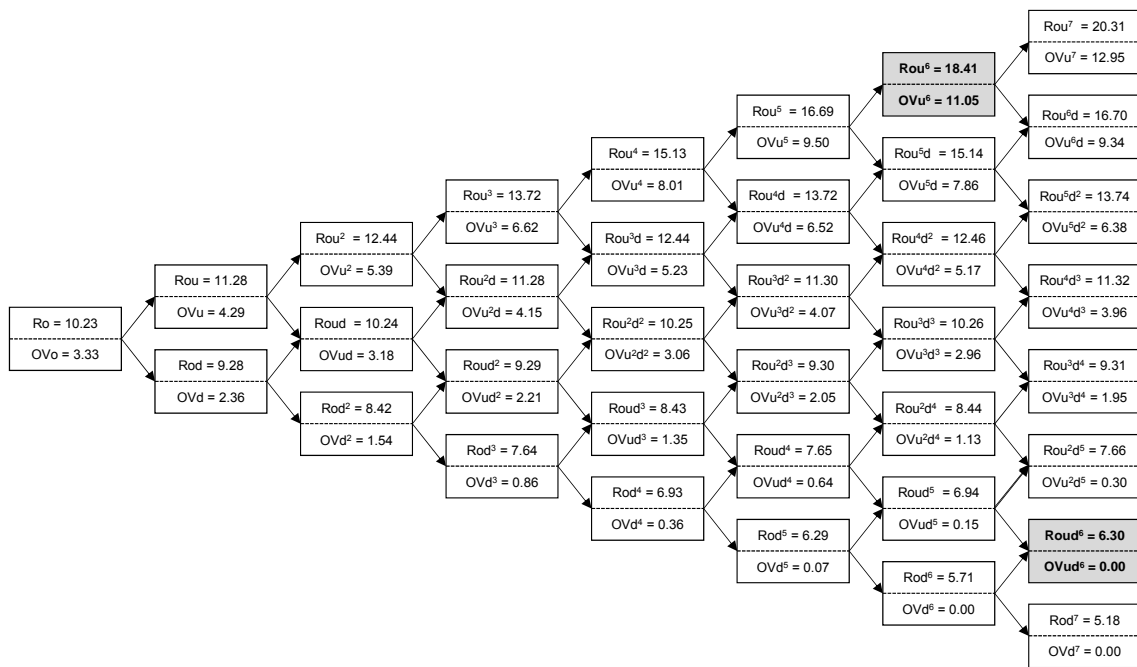 Ro = 10.23
OVo = 3.33
Rou = 11.28
OVu = 4.29
Rod = 9.28
OVd = 2.36
Rou² = 12.44
OVu² = 5.39
Roud = 10.24
OVud = 3.18
Rod² = 8.42
OVd² = 1.54
Rou³ = 13.72
OVu³ = 6.62
Rou²d = 11.28
OVu²d = 4.15
Roud² = 9.29
OVud² = 2.21
Rod³ = 7.64
OVd³ = 0.86
Rou⁴ = 15.13
OVu⁴ = 8.01
Rou³d = 12.44
OVu³d = 5.23
Rou²d² = 10.25
OVu²d² = 3.06
Roud³ = 8.43
OVud³ = 1.35
Rod⁴ = 6.93
OVd⁴ = 0.36
Rou⁵ = 16.69
OVu⁵ = 9.50
Rou⁴d = 13.72
OVu⁴d = 6.52
Rou³d² = 11.30
OVu³d² = 4.07
Rou²d³ = 9.30
OVu²d³ = 2.05
Roud⁴ = 7.65
OVud⁴ = 0.64
Rod⁵ = 6.29
OVd⁵ = 0.07
Rou⁶ = 18.41
OVu⁶ = 11.05
Rou⁵d = 15.14
OVu⁵d = 7.86
Rou⁴d² = 12.46
OVu⁴d² = 5.17
Rou³d³ = 10.26
OVu³d³ = 2.96
Rou²d⁴ = 8.44
OVu²d⁴ = 1.13
Roud⁵ = 6.94
OVud⁵ = 0.15
Rod⁶ = 5.71
OVd⁶ = 0.00
Rou⁷ = 20.31
OVu⁷ = 12.95
Rou⁶d = 16.70
OVu⁶d = 9.34
Rou⁵d² = 13.74
OVu⁵d² = 6.38
Rou⁴d³ = 11.32
OVu⁴d³ = 3.96
Rou³d⁴ = 9.31
OVu³d⁴ = 1.95
Rou²d⁵ = 7.66
OVu²d⁵ = 0.30
Roud⁶ = 6.30
OVud⁶ = 0.00
Rod⁷ = 5.18
OVd⁷ = 0.00